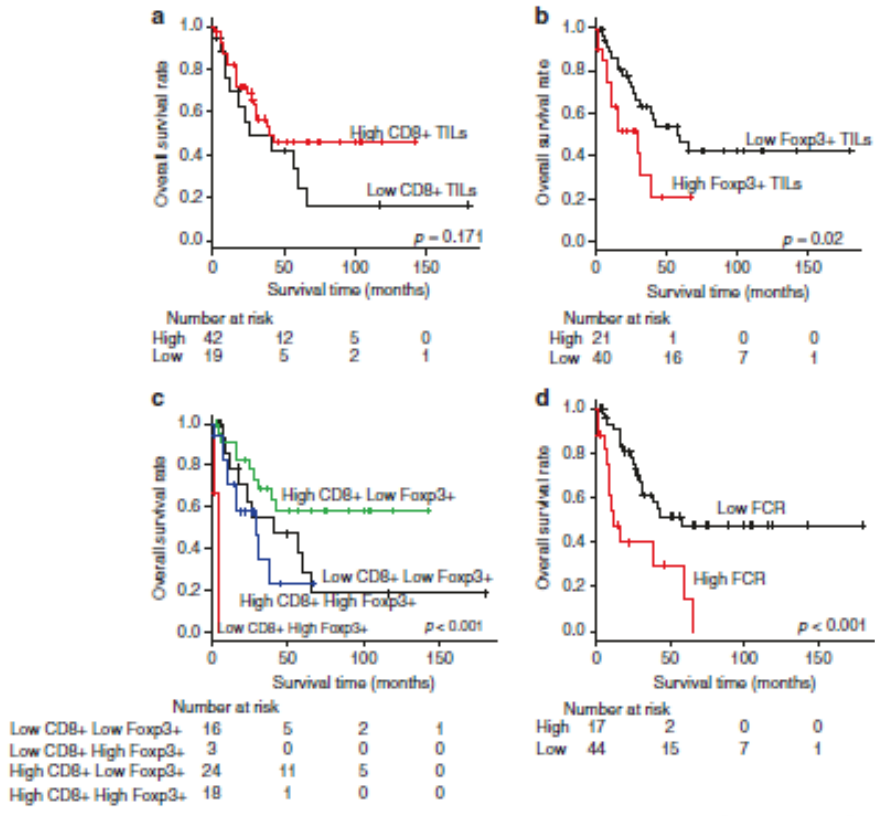 a
Overall survival rate
1.0
0.8
0.6
0.4
0.2
0.0
High CD8+ TILs
Low CD8+ TILs
p = 0.171
0 50 100 150
Survival time (months)
Number at risk
High 42 12 5 0
Low 19 5 2 1
b
Overall survival rate
1.0
0.8
0.6
0.4
0.2
0.0
Low Foxp3+ TILs
High Foxp3+ TILs
p = 0.02
0 50 100 150
Survival time (months)
Number at risk
High 21 1 0 0
Low 40 16 7 1
c
Overall survival rate
1.0
0.8
0.6
0.4
0.2
0.0
High CD8+ Low Foxp3+
Low CD8+ Low Foxp3+
High CD8+ High Foxp3+
Low CD8+ High Foxp3+
p < 0.001
0 50 100 150
Survival time (months)
Number at risk
Low CD8+ Low Foxp3+ 16 5 2 1
Low CD8+ High Foxp3+ 3 0 0 0
High CD8+ Low Foxp3+ 24 11 5 0
High CD8+ High Foxp3+ 18 1 0 0
d
Overall survival rate
1.0
0.8
0.6
0.4
0.2
0.0
Low FCR
High FCR
p < 0.001
0 50 100 150
Survival time (months)
Number at risk
High 17 2 0 0
Low 44 15 7 1